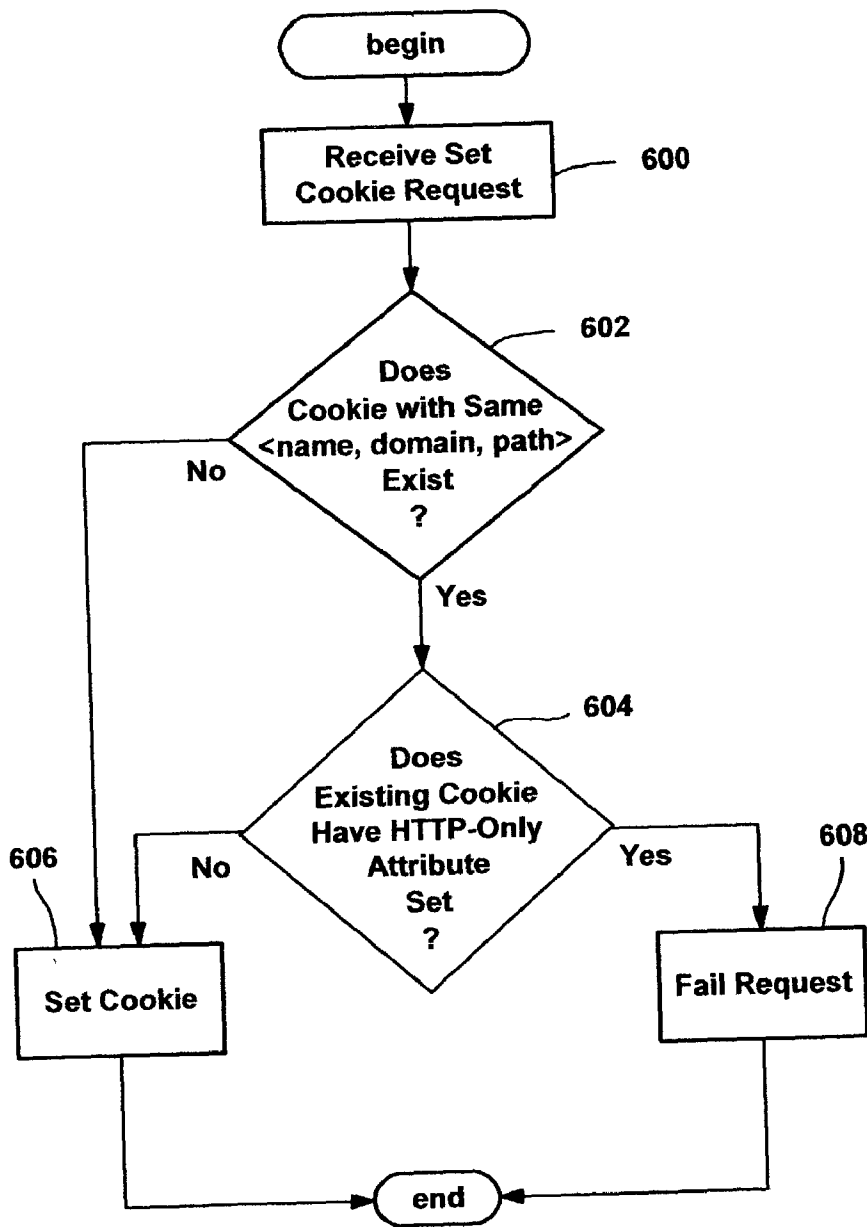 begin
Receive Set
Cookie Request
600
602
Does
Cookie with Same
<name, domain, path>
Exist
?
No
Yes
604
Does
Existing Cookie
Have HTTP-Only
Attribute
Set
?
No
Yes
606
608
Set Cookie
Fail Request
end